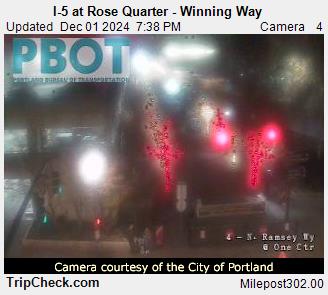 I-5 at Rose Quarter - Winning Way
Updated Dec 01 2024 7:38 PM Camera 4
PBOT
PORTLAND BUREAU OF TRANSPORTATION
4 - N. Ramsey Wy
@ One Ctr
Camera courtesy of the City of Portland
TripCheck.com Milepost302.00